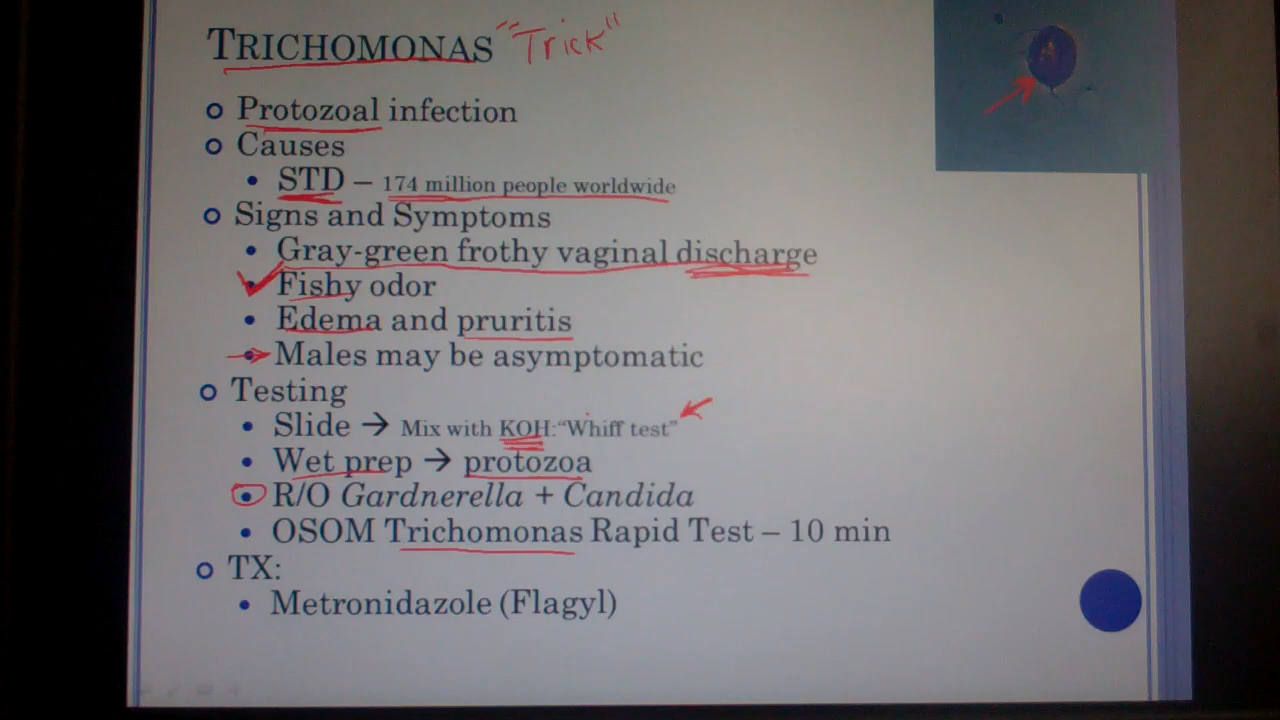 TRICHOMONAS "Trick"
Protozoal infection
Causes
STD – 174 million people worldwide
Signs and Symptoms
Gray-green frothy vaginal discharge
Fishy odor
Edema and pruritis
Males may be asymptomatic
Testing
Slide → Mix with KOH:"Whiff test"
Wet prep → protozoa
R/O Gardnerella + Candida
OSOM Trichomonas Rapid Test – 10 min
TX:
Metronidazole (Flagyl)